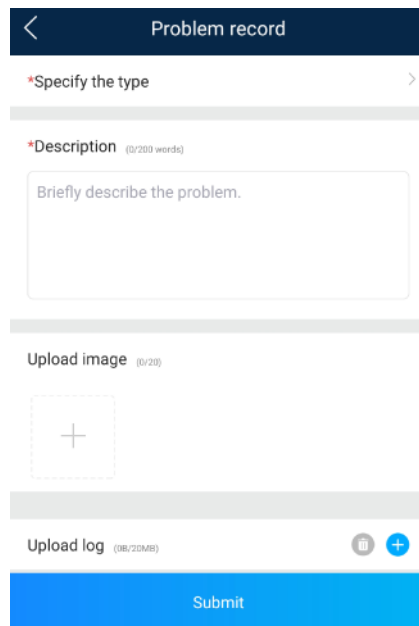 Problem record
*Specify the type
*Description (0/200 words)
Briefly describe the problem.
Upload image (0/20)
Upload log (0B/20MB)
Submit